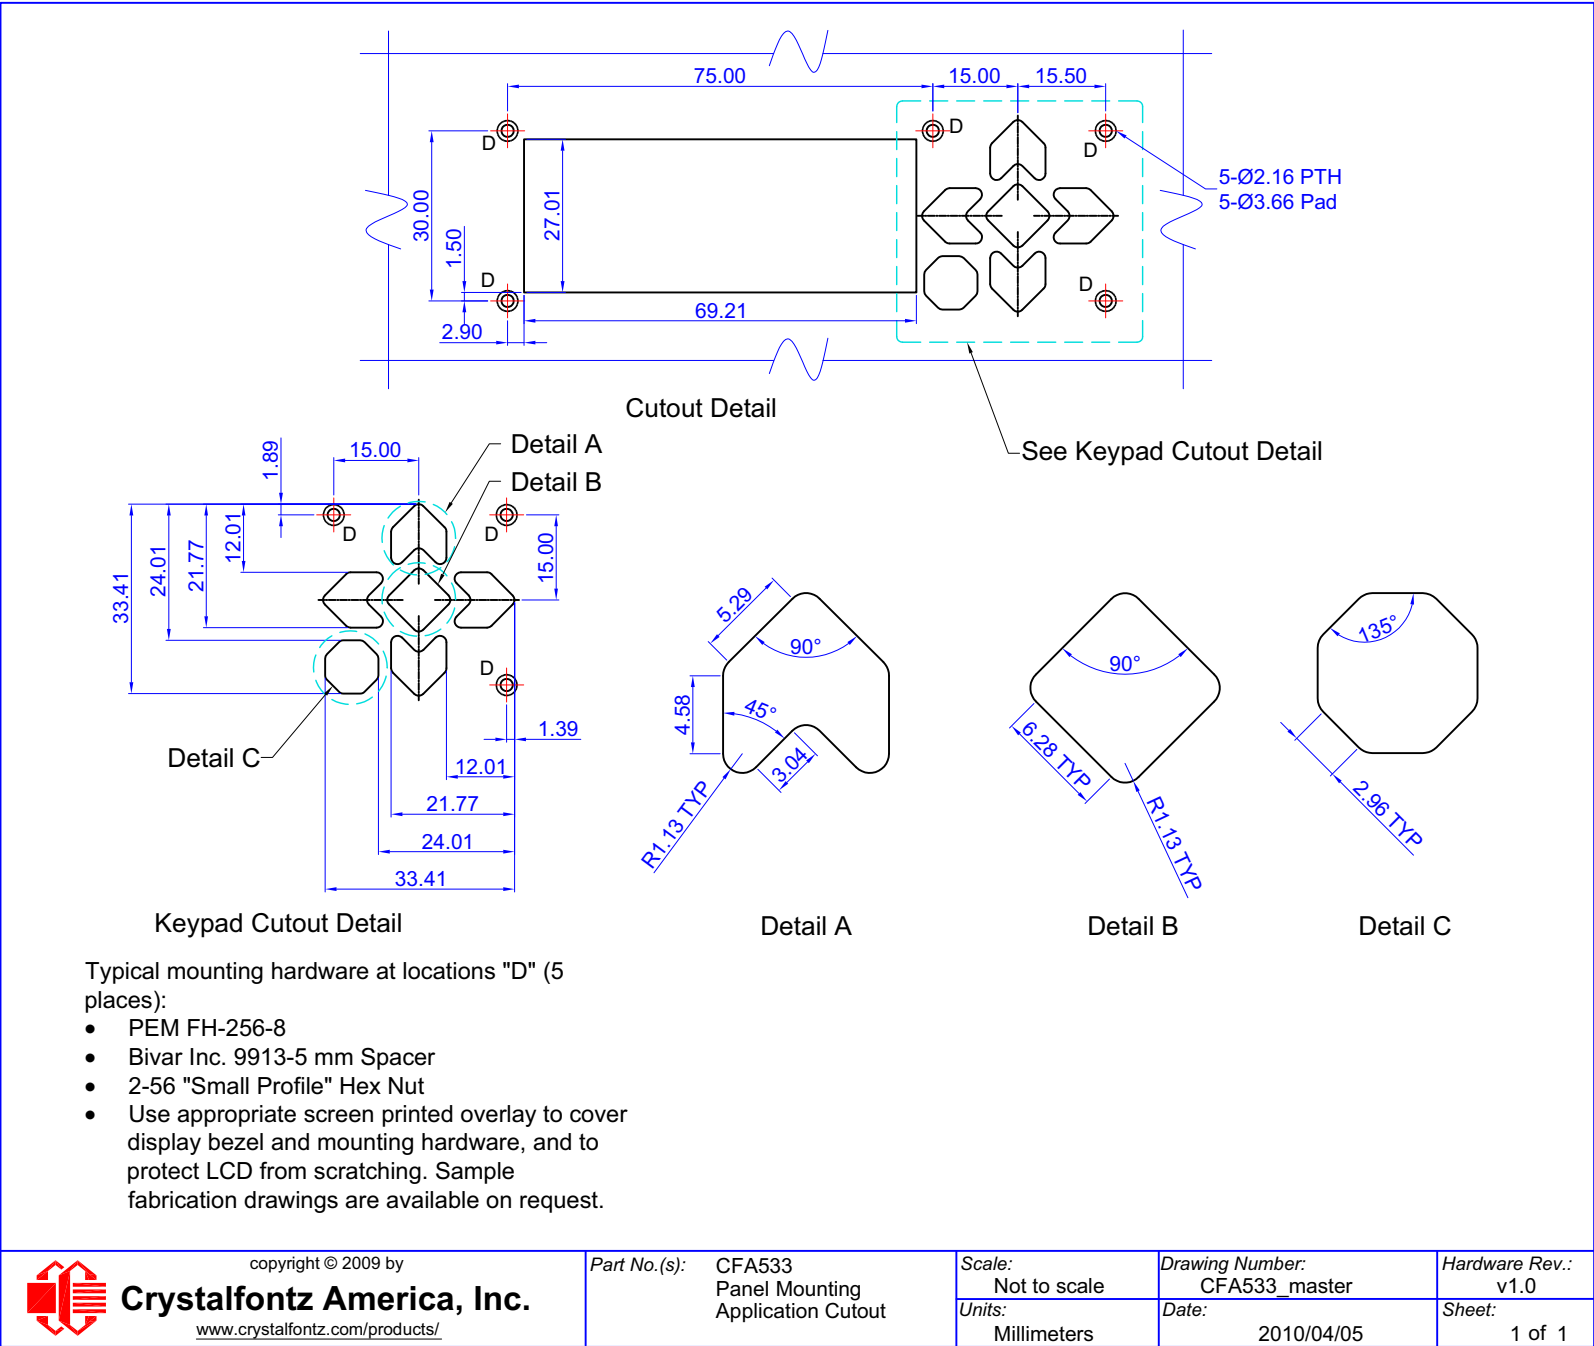 75.00
15.00
15.50
D
D
D
5-Ø2.16 PTH
5-Ø3.66 Pad
30.00
27.01
1.50
D
D
69.21
2.90
Cutout Detail
See Keypad Cutout Detail
1.89
15.00
Detail A
Detail B
D
D
12.01
21.77
24.01
33.41
15.00
D
1.39
Detail C
12.01
21.77
24.01
33.41
Keypad Cutout Detail
5.29
90°
4.58
45°
3.04
R1.13 TYP
Detail A
90°
6.28 TYP
R1.13 TYP
Detail B
135°
2.96 TYP
Detail C
Typical mounting hardware at locations "D" (5
places):
• PEM FH-256-8
• Bivar Inc. 9913-5 mm Spacer
• 2-56 "Small Profile" Hex Nut
• Use appropriate screen printed overlay to cover
display bezel and mounting hardware, and to
protect LCD from scratching. Sample
fabrication drawings are available on request.
copyright © 2009 by
Crystalfontz America, Inc.
www.crystalfontz.com/products/
Part No.(s): CFA533
Panel Mounting
Application Cutout
Scale:
Not to scale
Units:
Millimeters
Drawing Number:
CFA533_master
Date:
2010/04/05
Hardware Rev.:
v1.0
Sheet:
1 of 1